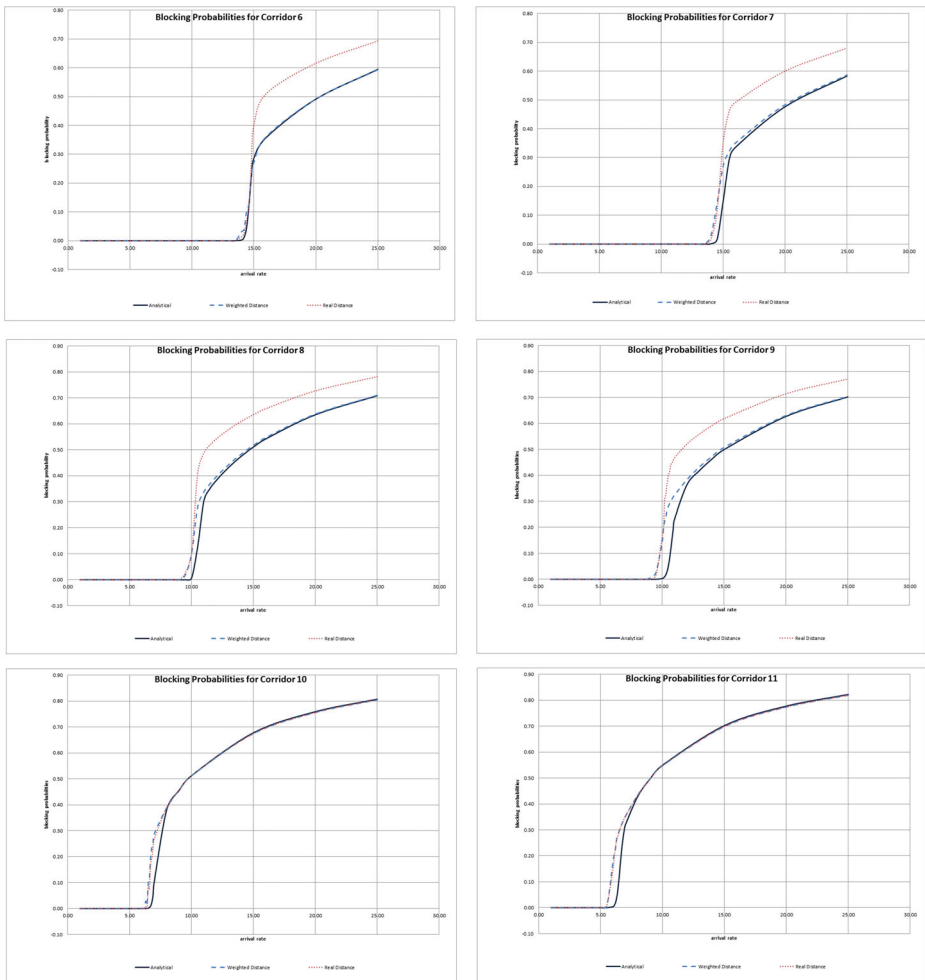 Blocking Probabilities for Corridor 6
0.80
0.70
0.60
0.50
0.40
0.30
0.20
0.10
0.00
-0.10
blocking probability
0.00 5.00 10.00 15.00 20.00 25.00 30.00
arrival rate
Analytical Weighted Distance Real Distance
Blocking Probabilities for Corridor 7
0.80
0.70
0.60
0.50
0.40
0.30
0.20
0.10
0.00
-0.10
blocking probability
0.00 5.00 10.00 15.00 20.00 25.00 30.00
arrival rate
Analytical Weighted Distance Real Distance
Blocking Probabilities for Corridor 8
0.90
0.80
0.70
0.60
0.50
0.40
0.30
0.20
0.10
0.00
-0.10
blocking probability
0.00 5.00 10.00 15.00 20.00 25.00 30.00
arrival rate
Analytical Weighted Distance Real Distance
Blocking Probabilities for Corridor 9
0.90
0.80
0.70
0.60
0.50
0.40
0.30
0.20
0.10
0.00
-0.10
blocking probabilities
0.00 5.00 10.00 15.00 20.00 25.00 30.00
arrival rate
Analytical Weighted Distance Real Distance
Blocking Probabilities for Corridor 10
0.90
0.80
0.70
0.60
0.50
0.40
0.30
0.20
0.10
0.00
-0.10
blocking probabilities
0.00 5.00 10.00 15.00 20.00 25.00 30.00
arrival rate
Analytical Weighted Distance Real Distance
Blocking Probabilities for Corridor 11
0.90
0.80
0.70
0.60
0.50
0.40
0.30
0.20
0.10
0.00
-0.10
blocking probabilities
0.00 5.00 10.00 15.00 20.00 25.00 30.00
arrival rate
Analytical Weighted Distance Real Distance